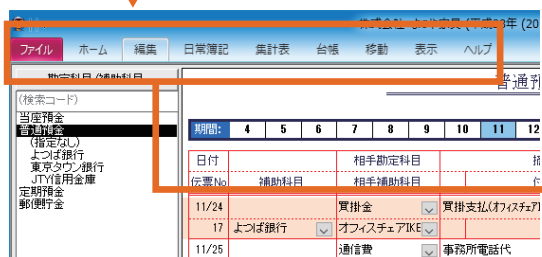 株式会社 よつば家具 (平成28年 (20
ファイル ホーム 編集 日常簿記 集計表 台帳 移動 表示 ヘルプ
勘定科目/補助科目
普通預
(検索コード)
当座預金
普通預金
(指定なし)
よつば銀行
東京タウン銀行
JTY信用金庫
定期預金
郵便貯金
期間: 4 5 6 7 8 9 10 11 12
日付 相手勘定科目
伝票No 補助科目 相手補助科目
11/24 買掛金 買掛支払(オフィスチェアI
17 よつば銀行 オフィスチェアIKE
11/25 通信費 事務所電話代